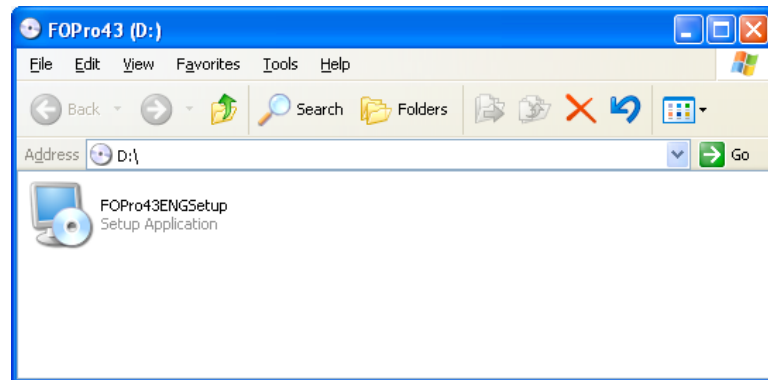 FOPro43 (D:)
File Edit View Favorites Tools Help
Back Search Folders
Address D:\ Go
FOPro43ENGSetup
Setup Application